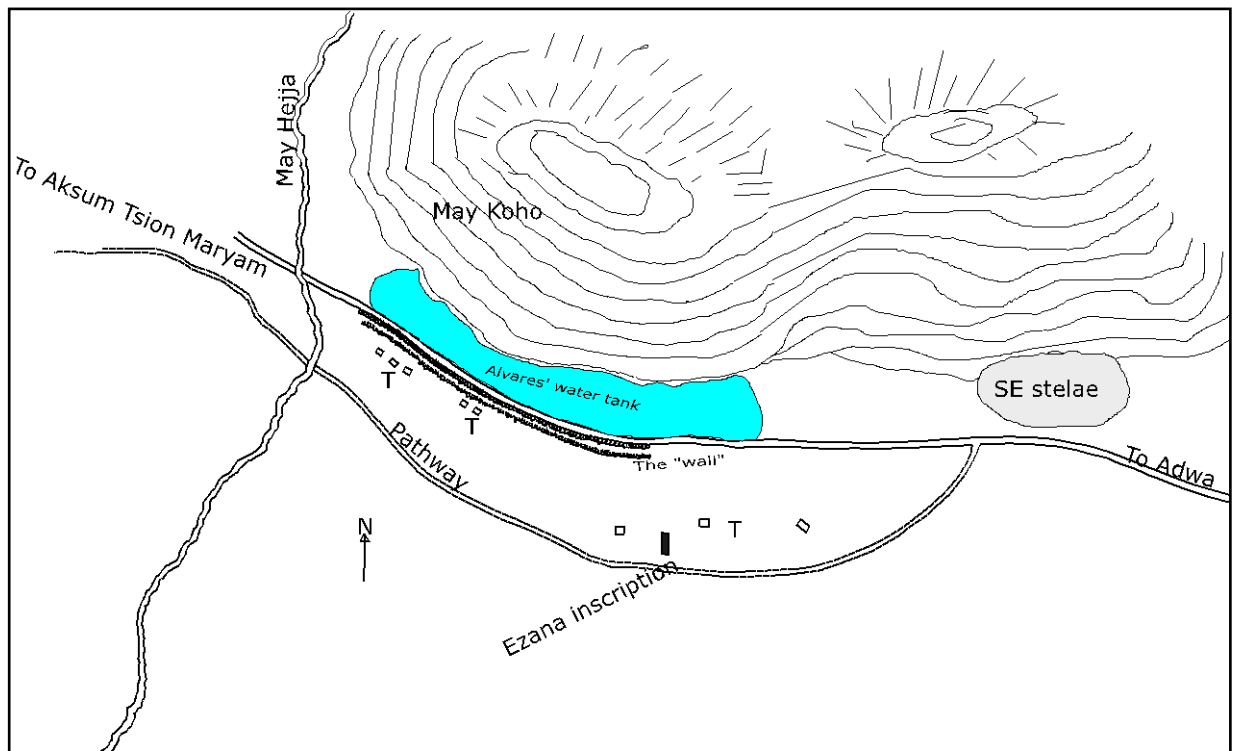 May Hejja
To Aksum Tsion Maryam
May Koho
Alvares' water tank
SE stelae
T
T
Pathway
The "wall"
To Adwa
N
T
Ezana inscription